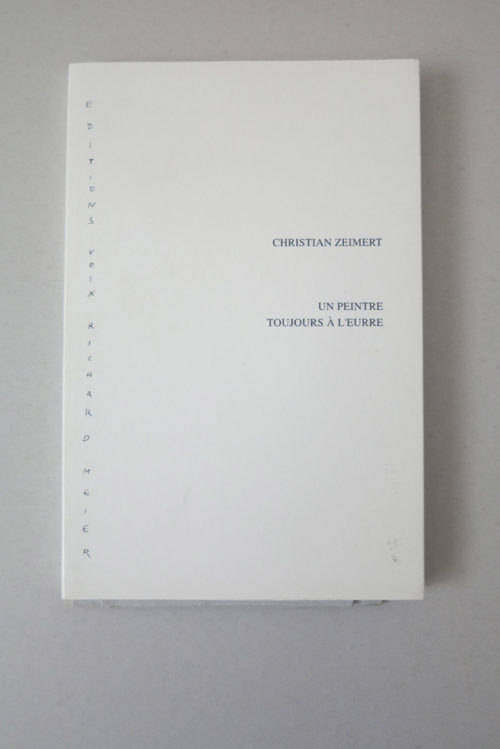 EDITIONS VOIX RICHARD MEIER
CHRISTIAN ZEIMERT
UN PEINTRE
TOUJOURS À L'EURRE